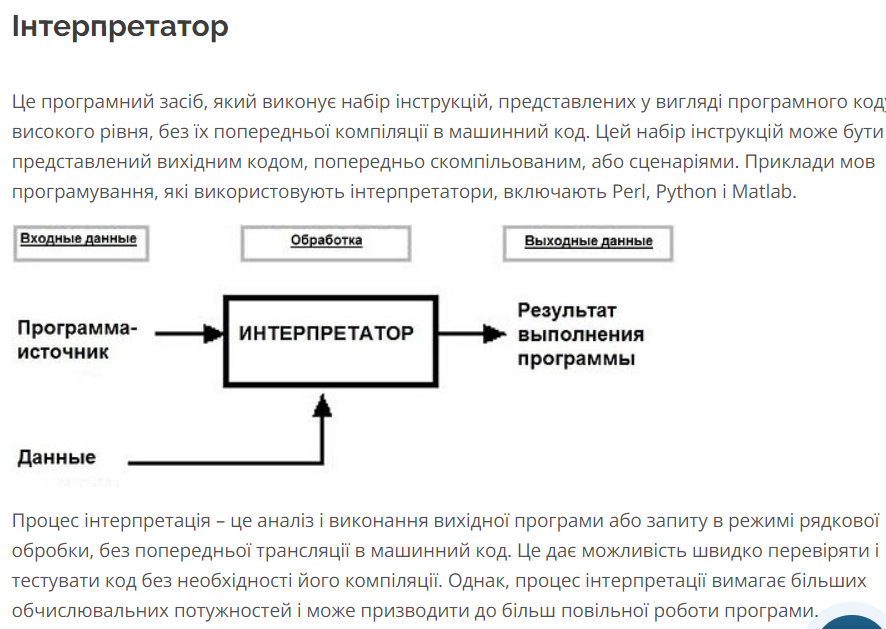 Інтерпретатор
Це програмний засіб, який виконує набір інструкцій, представлених у вигляді програмного коду
високого рівня, без їх попередньої компіляції в машинний код. Цей набір інструкцій може бути
представлений вихідним кодом, попередньо скомпільованим, або сценаріями. Приклади мов
програмування, які використовують інтерпретатори, включають Perl, Python і Matlab.
Входные данные
Обработка
Выходные данные
Программа-
источник
ИНТЕРПРЕТАТОР
Результат
выполнения
программы
Данные
Процес інтерпретація – це аналіз і виконання вихідної програми або запиту в режимі рядкової
обробки, без попередньої трансляції в машинний код. Це дає можливість швидко перевіряти і
тестувати код без необхідності його компіляції. Однак, процес інтерпретації вимагає більших
обчислювальних потужностей і може призводити до більш повільної роботи програми.